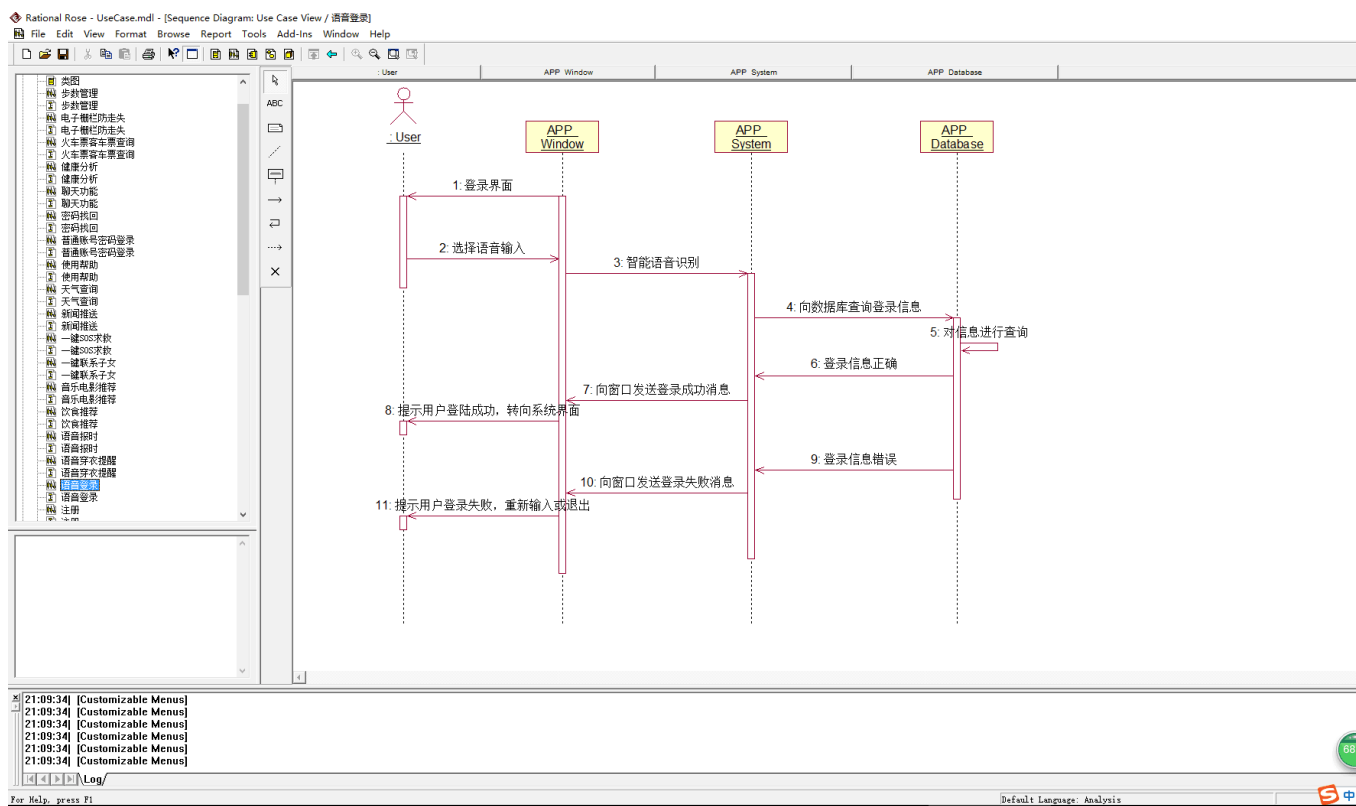 Rational Rose - UseCase.mdl - [Sequence Diagram: Use Case View / 语音登录]
File Edit View Format Browse Report Tools Add-Ins Window Help
类图
步数管理
步数管理
电子栅栏防走失
电子栅栏防走失
火车票客车票查询
火车票客车票查询
健康分析
健康分析
聊天功能
聊天功能
密码找回
密码找回
普通账号密码登录
普通账号密码登录
使用帮助
使用帮助
天气查询
天气查询
新闻推送
新闻推送
一键SOS求救
一键SOS求救
一键联系子女
一键联系子女
音乐电影推荐
音乐电影推荐
饮食推荐
饮食推荐
语音报时
语音报时
语音穿衣提醒
语音穿衣提醒
语音登录
语音登录
注册
注册
ABC
: User APP Window APP System APP Database
: User
APP
Window
APP
System
APP
Database
1: 登录界面
2: 选择语音输入
3: 智能语音识别
4: 向数据库查询登录信息
5: 对信息进行查询
6: 登录信息正确
7: 向窗口发送登录成功消息
8: 提示用户登陆成功，转向系统界面
9: 登录信息错误
10: 向窗口发送登录失败消息
11: 提示用户登录失败，重新输入或退出
21:09:34| [Customizable Menus]
21:09:34| [Customizable Menus]
21:09:34| [Customizable Menus]
21:09:34| [Customizable Menus]
21:09:34| [Customizable Menus]
21:09:34| [Customizable Menus]
Log
68
For Help, press F1
Default Language: Analysis
中